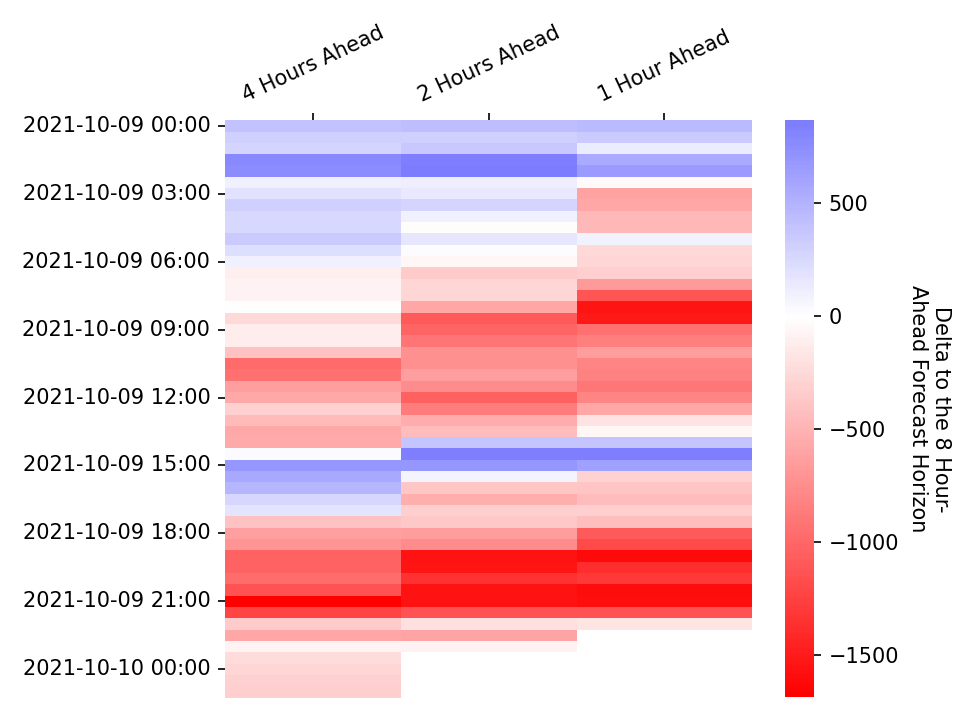 4 Hours Ahead
2 Hours Ahead
1 Hour Ahead
2021-10-09 00:00
2021-10-09 03:00
2021-10-09 06:00
2021-10-09 09:00
2021-10-09 12:00
2021-10-09 15:00
2021-10-09 18:00
2021-10-09 21:00
2021-10-10 00:00
500
0
−500
−1000
−1500
Delta to the 8 Hour-
Ahead Forecast Horizon